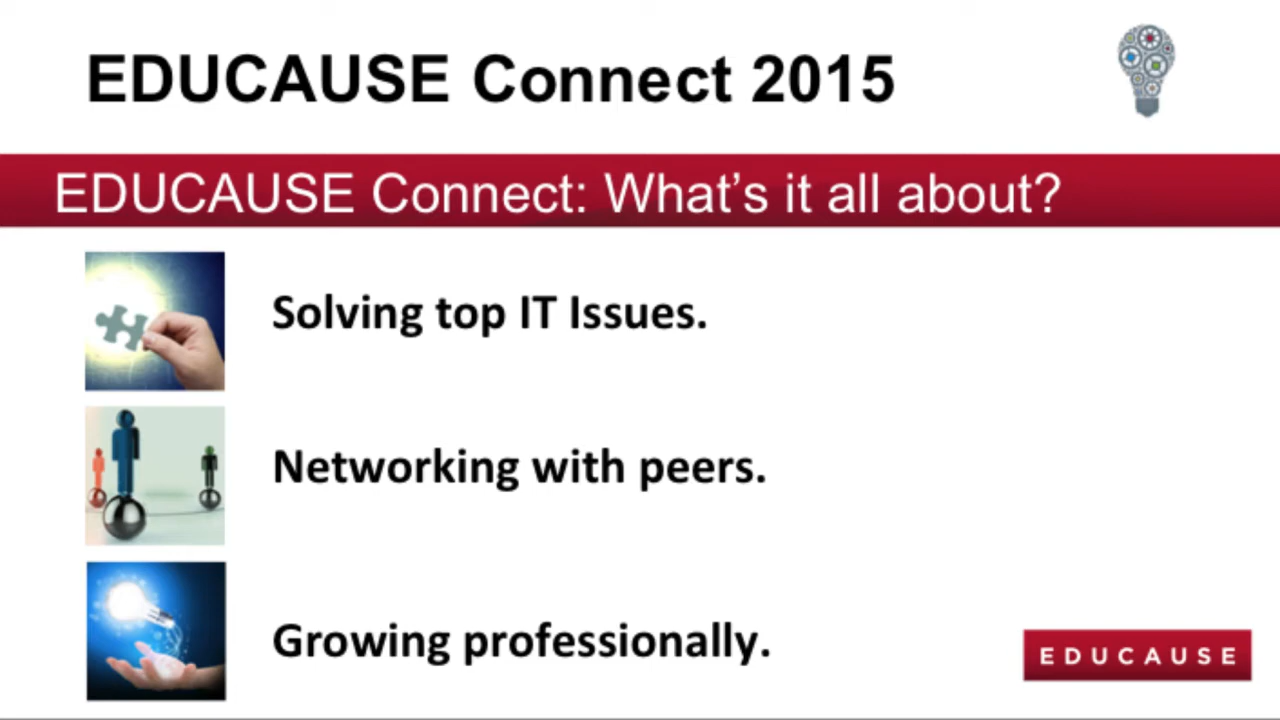 EDUCAUSE Connect 2015
EDUCAUSE Connect: What’s it all about?
Solving top IT Issues.
Networking with peers.
Growing professionally.
EDUCAUSE